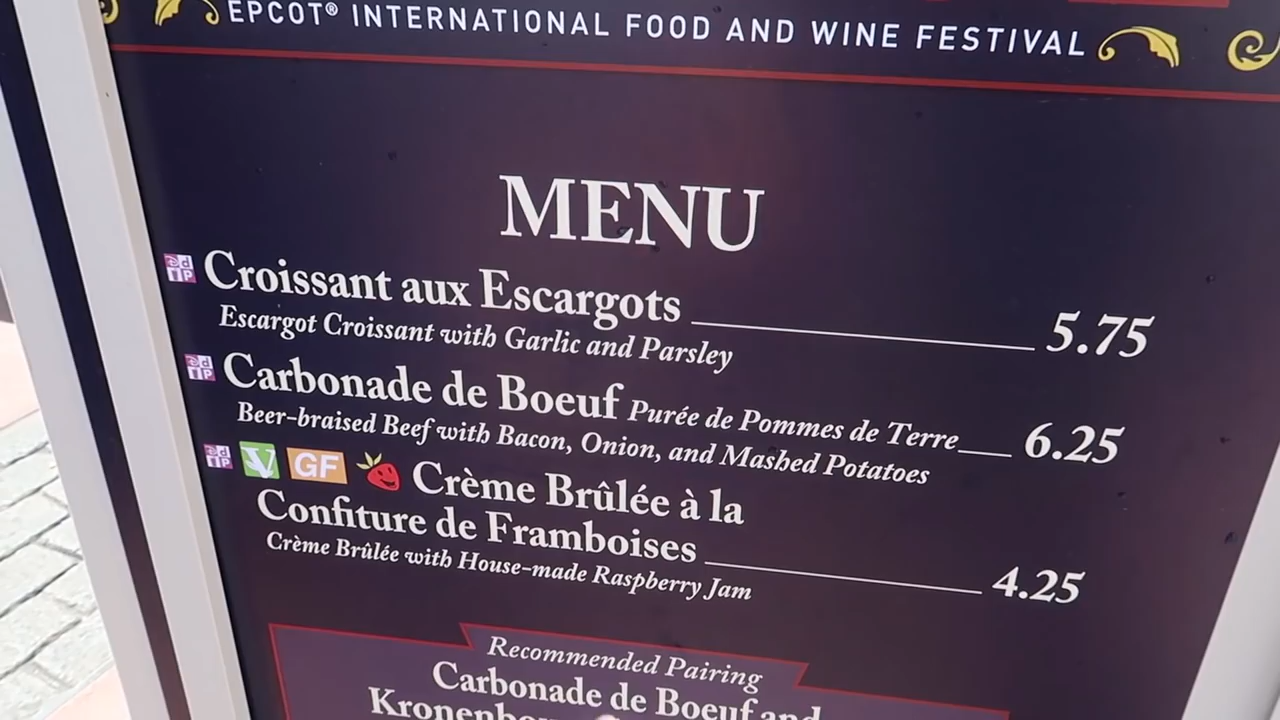 EPCOT® INTERNATIONAL FOOD AND WINE FESTIVAL
MENU
Croissant aux Escargots 5.75
Escargot Croissant with Garlic and Parsley
Carbonade de Boeuf Purée de Pommes de Terre 6.25
Beer-braised Beef with Bacon, Onion, and Mashed Potatoes
V GF Crème Brûlée à la
Confiture de Framboises 4.25
Crème Brûlée with House-made Raspberry Jam
Recommended Pairing
Carbonade de Boeuf and